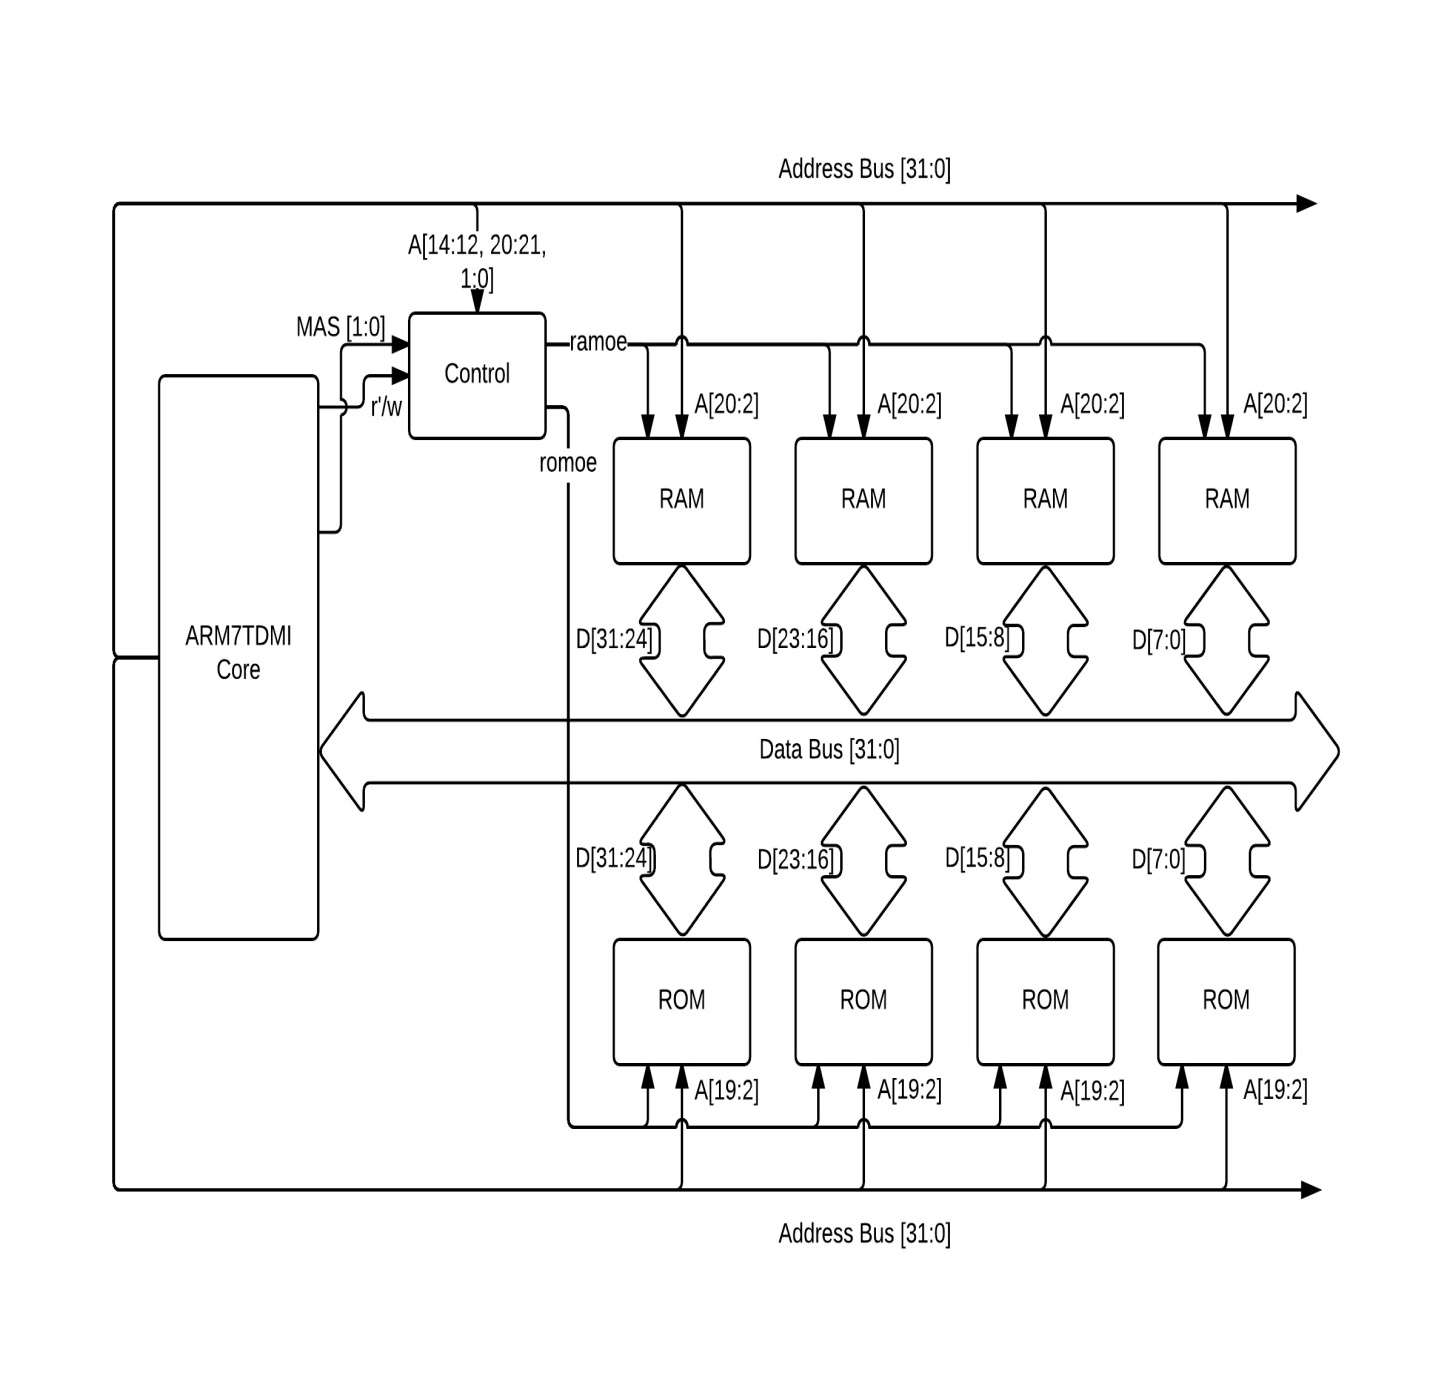 Address Bus [31:0]
A[14:12, 20:21,
1:0]
MAS [1:0]
ramoe
Control
r'/w
A[20:2]
A[20:2]
A[20:2]
A[20:2]
romoe
RAM
RAM
RAM
RAM
ARM7TDMI
Core
D[31:24]
D[23:16]
D[15:8]
D[7:0]
Data Bus [31:0]
D[31:24]
D[23:16]
D[15:8]
D[7:0]
ROM
ROM
ROM
ROM
A[19:2]
A[19:2]
A[19:2]
A[19:2]
Address Bus [31:0]